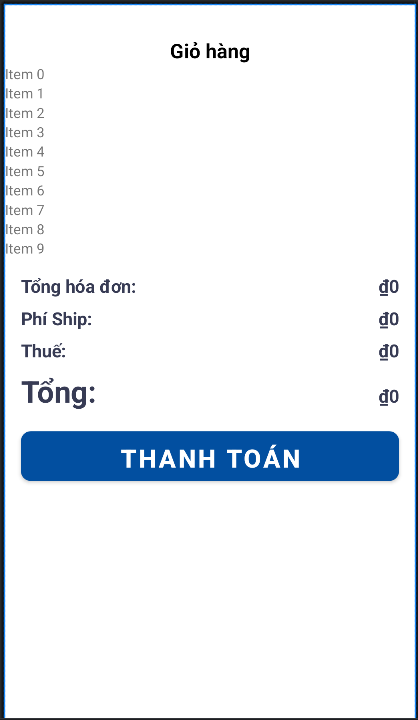 Giỏ hàng
Item 0
Item 1
Item 2
Item 3
Item 4
Item 5
Item 6
Item 7
Item 8
Item 9
Tổng hóa đơn: ₫0
Phí Ship: ₫0
Thuế: ₫0
Tổng: ₫0
THANH TOÁN